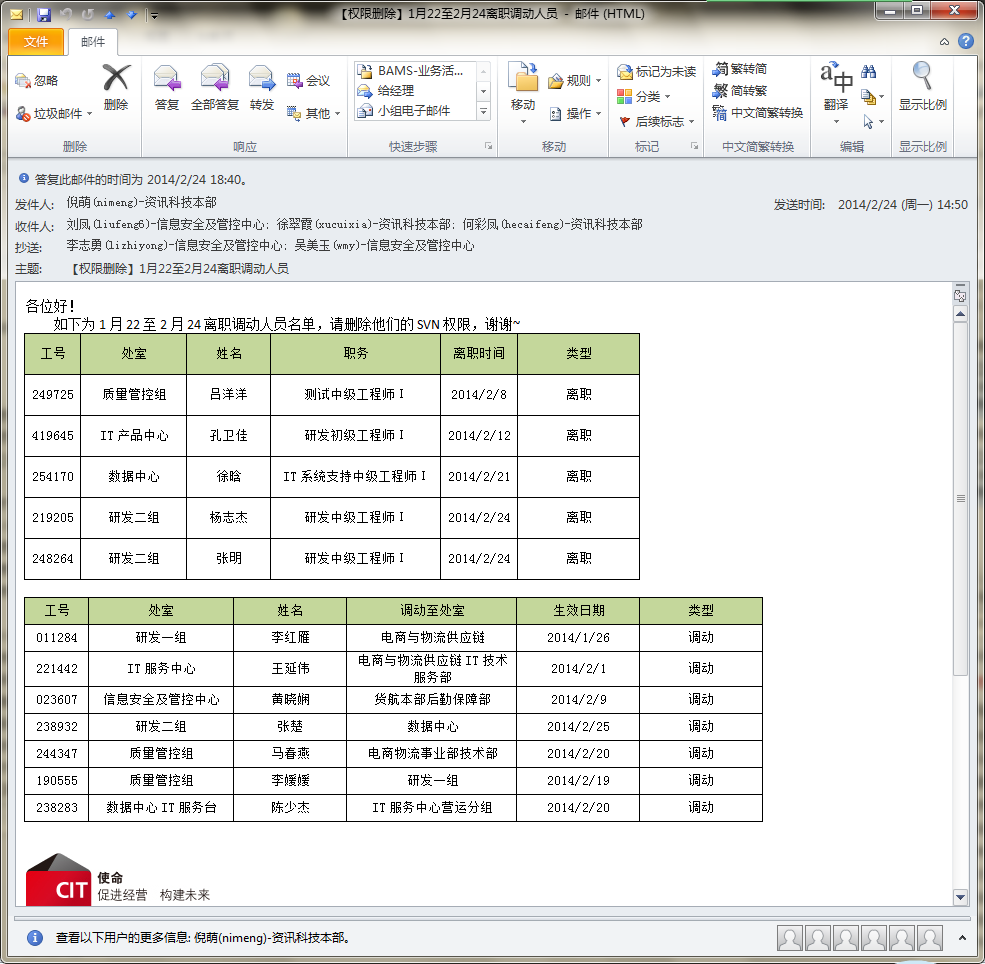 【权限删除】1月22至2月24离职调动人员 - 邮件 (HTML)
文件 邮件
忽略 垃圾邮件 删除 答复 全部答复 转发 会议 其他 BAMS-业务活... 给经理 小组电子邮件 移动 规则 操作 标记为未读 分类 后续标志 繁转简 简转繁 中文简繁转换 翻译 显示比例
删除 响应 快速步骤 移动 标记 中文简繁转换 编辑 显示比例
答复此邮件的时间为 2014/2/24 18:40。
发件人: 倪萌(nimeng)-资讯科技本部 发送时间: 2014/2/24 (周一) 14:50
收件人: 刘凤(liufeng6)-信息安全及管控中心; 徐翠霞(xucuixia)-资讯科技本部; 何彩凤(hecaifeng)-资讯科技本部
抄送: 李志勇(lizhiyong)-信息安全及管控中心; 吴美玉(wmy)-信息安全及管控中心
主题: 【权限删除】1月22至2月24离职调动人员
各位好！
如下为 1 月 22 至 2 月 24 离职调动人员名单，请删除他们的 SVN 权限，谢谢~
工号 处室 姓名 职务 离职时间 类型
249725 质量管控组 吕洋洋 测试中级工程师Ⅰ 2014/2/8 离职
419645 IT 产品中心 孔卫佳 研发初级工程师Ⅰ 2014/2/12 离职
254170 数据中心 徐晗 IT 系统支持中级工程师Ⅰ 2014/2/21 离职
219205 研发二组 杨志杰 研发中级工程师Ⅰ 2014/2/24 离职
248264 研发二组 张明 研发中级工程师Ⅰ 2014/2/24 离职
工号 处室 姓名 调动至处室 生效日期 类型
011284 研发一组 李红雁 电商与物流供应链 2014/1/26 调动
221442 IT 服务中心 王延伟 电商与物流供应链 IT 技术服务部 2014/2/1 调动
023607 信息安全及管控中心 黄晓娴 货航本部后勤保障部 2014/2/9 调动
238932 研发二组 张楚 数据中心 2014/2/25 调动
244347 质量管控组 马春燕 电商物流事业部技术部 2014/2/20 调动
190555 质量管控组 李媛媛 研发一组 2014/2/19 调动
238283 数据中心 IT 服务台 陈少杰 IT 服务中心营运分组 2014/2/20 调动
CIT 使命
促进经营 构建未来
查看以下用户的更多信息: 倪萌(nimeng)-资讯科技本部。